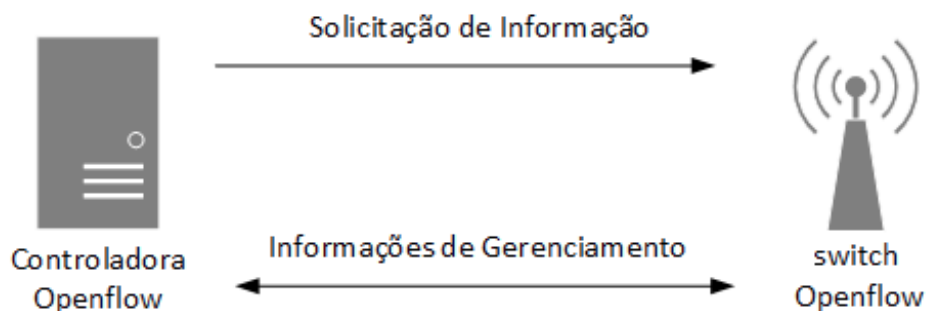 Solicitação de Informação
Controladora
Openflow
Informações de Gerenciamento
switch
Openflow